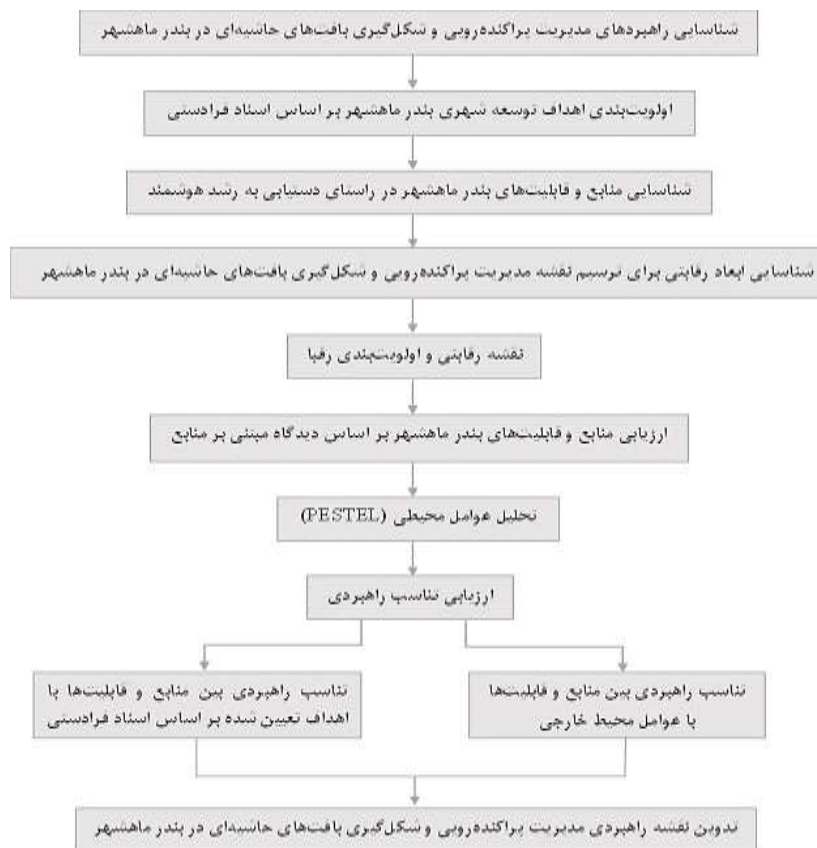 شناسایی راهبردهای مدیریت پراکنده‌رویی و شکل‌گیری بافت‌های حاشیه‌ای در بندر ماهشهر
اولویت‌بندی اهداف توسعه شهری بندر ماهشهر بر اساس اسناد فرادستی
شناسایی منابع و قابلیت‌های بندر ماهشهر در راستای دستیابی به رشد هوشمند
شناسایی ابعاد رقابتی برای ترسیم نقشه مدیریت پراکنده‌رویی و شکل‌گیری بافت‌های حاشیه‌ای در بندر ماهشهر
نقشه رقابتی و اولویت‌بندی رقبا
ارزیابی منابع و قابلیت‌های بندر ماهشهر بر اساس دیدگاه مبتنی بر منابع
تحلیل عوامل محیطی (PESTEL)
ارزیابی تناسب راهبردی
تناسب راهبردی بین منابع و قابلیت‌ها
با عوامل محیط خارجی
تناسب راهبردی بین منابع و قابلیت‌ها با
اهداف تعیین شده بر اساس اسناد فرادستی
تدوین نقشه راهبردی مدیریت پراکنده‌رویی و شکل‌گیری بافت‌های حاشیه‌ای در بندر ماهشهر